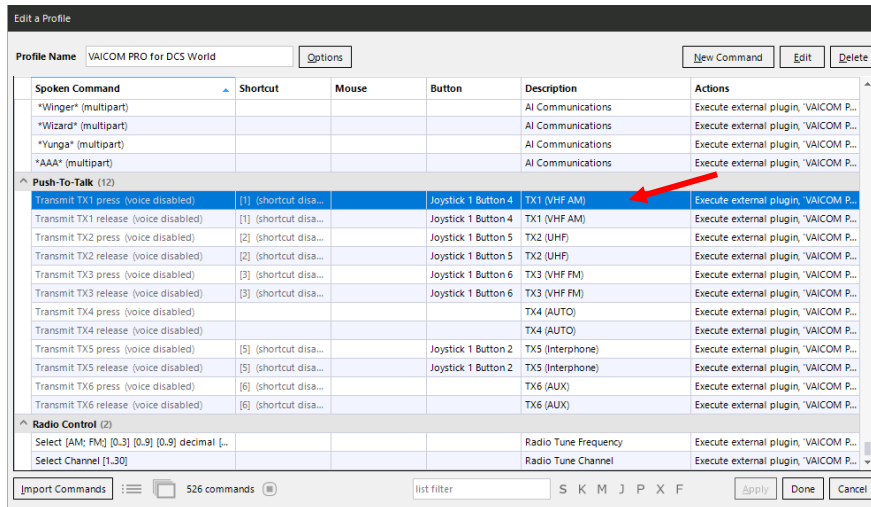 Edit a Profile
Profile Name VAICOM PRO for DCS World Options New Command Edit Delete
Spoken Command Shortcut Mouse Button Description Actions
*Winger* (multipart) AI Communications Execute external plugin, 'VAICOM P...
*Wizard* (multipart) AI Communications Execute external plugin, 'VAICOM P...
*Yunga* (multipart) AI Communications Execute external plugin, 'VAICOM P...
*AAA* (multipart) AI Communications Execute external plugin, 'VAICOM P...
Push-To-Talk (12)
Transmit TX1 press (voice disabled) [1] (shortcut disa... Joystick 1 Button 4 TX1 (VHF AM) Execute external plugin, 'VAICOM P...
Transmit TX1 release (voice disabled) [1] (shortcut disa... Joystick 1 Button 4 TX1 (VHF AM) Execute external plugin, 'VAICOM P...
Transmit TX2 press (voice disabled) [2] (shortcut disa... Joystick 1 Button 5 TX2 (UHF) Execute external plugin, 'VAICOM P...
Transmit TX2 release (voice disabled) [2] (shortcut disa... Joystick 1 Button 5 TX2 (UHF) Execute external plugin, 'VAICOM P...
Transmit TX3 press (voice disabled) [3] (shortcut disa... Joystick 1 Button 6 TX3 (VHF FM) Execute external plugin, 'VAICOM P...
Transmit TX3 release (voice disabled) [3] (shortcut disa... Joystick 1 Button 6 TX3 (VHF FM) Execute external plugin, 'VAICOM P...
Transmit TX4 press (voice disabled) TX4 (AUTO) Execute external plugin, 'VAICOM P...
Transmit TX4 release (voice disabled) TX4 (AUTO) Execute external plugin, 'VAICOM P...
Transmit TX5 press (voice disabled) [5] (shortcut disa... Joystick 1 Button 2 TX5 (Interphone) Execute external plugin, 'VAICOM P...
Transmit TX5 release (voice disabled) [5] (shortcut disa... Joystick 1 Button 2 TX5 (Interphone) Execute external plugin, 'VAICOM P...
Transmit TX6 press (voice disabled) [6] (shortcut disa... TX6 (AUX) Execute external plugin, 'VAICOM P...
Transmit TX6 release (voice disabled) [6] (shortcut disa... TX6 (AUX) Execute external plugin, 'VAICOM P...
Radio Control (2)
Select [AM; FM;] [0..3] [0..9] [0..9] decimal [... Radio Tune Frequency Execute external plugin, 'VAICOM P...
Select Channel [1..30] Radio Tune Channel Execute external plugin, 'VAICOM P...
Import Commands 526 commands list filter S K M J P X F Apply Done Cancel